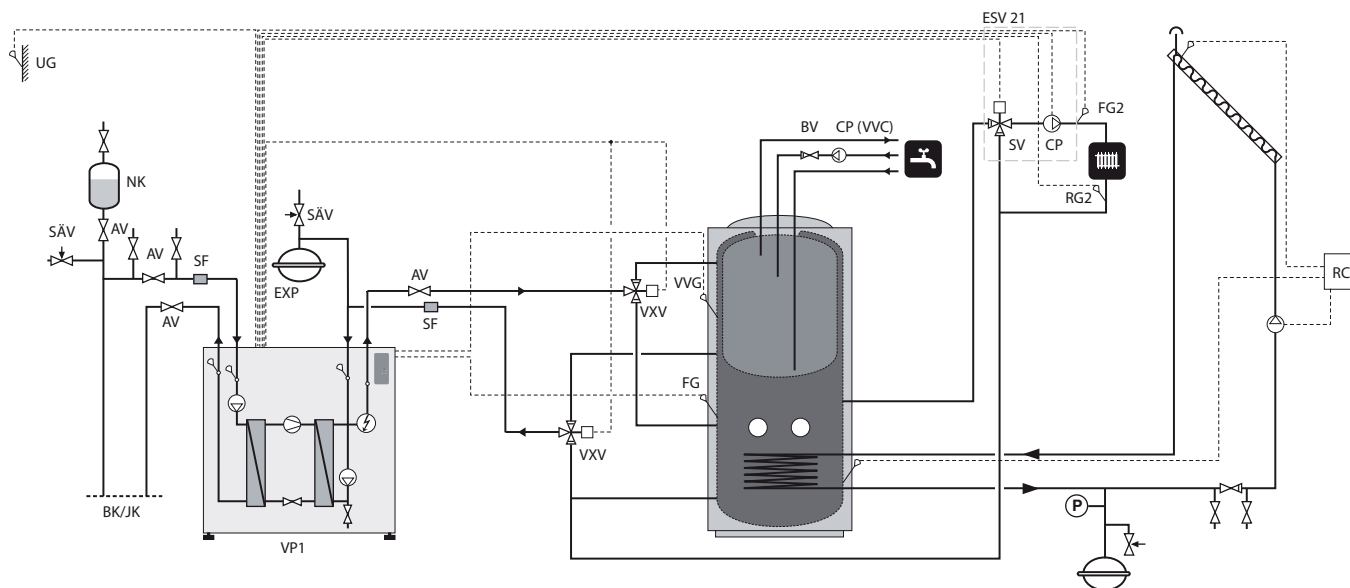 ESV 21
UG
FG2
BV
CP (VVC)
SV
CP
NK
RG2
SÄV
SÄV
AV
AV
SF
AV
VVG
RC
EXP
VXV
AV
SF
FG
VXV
BK/JK
P
VP1